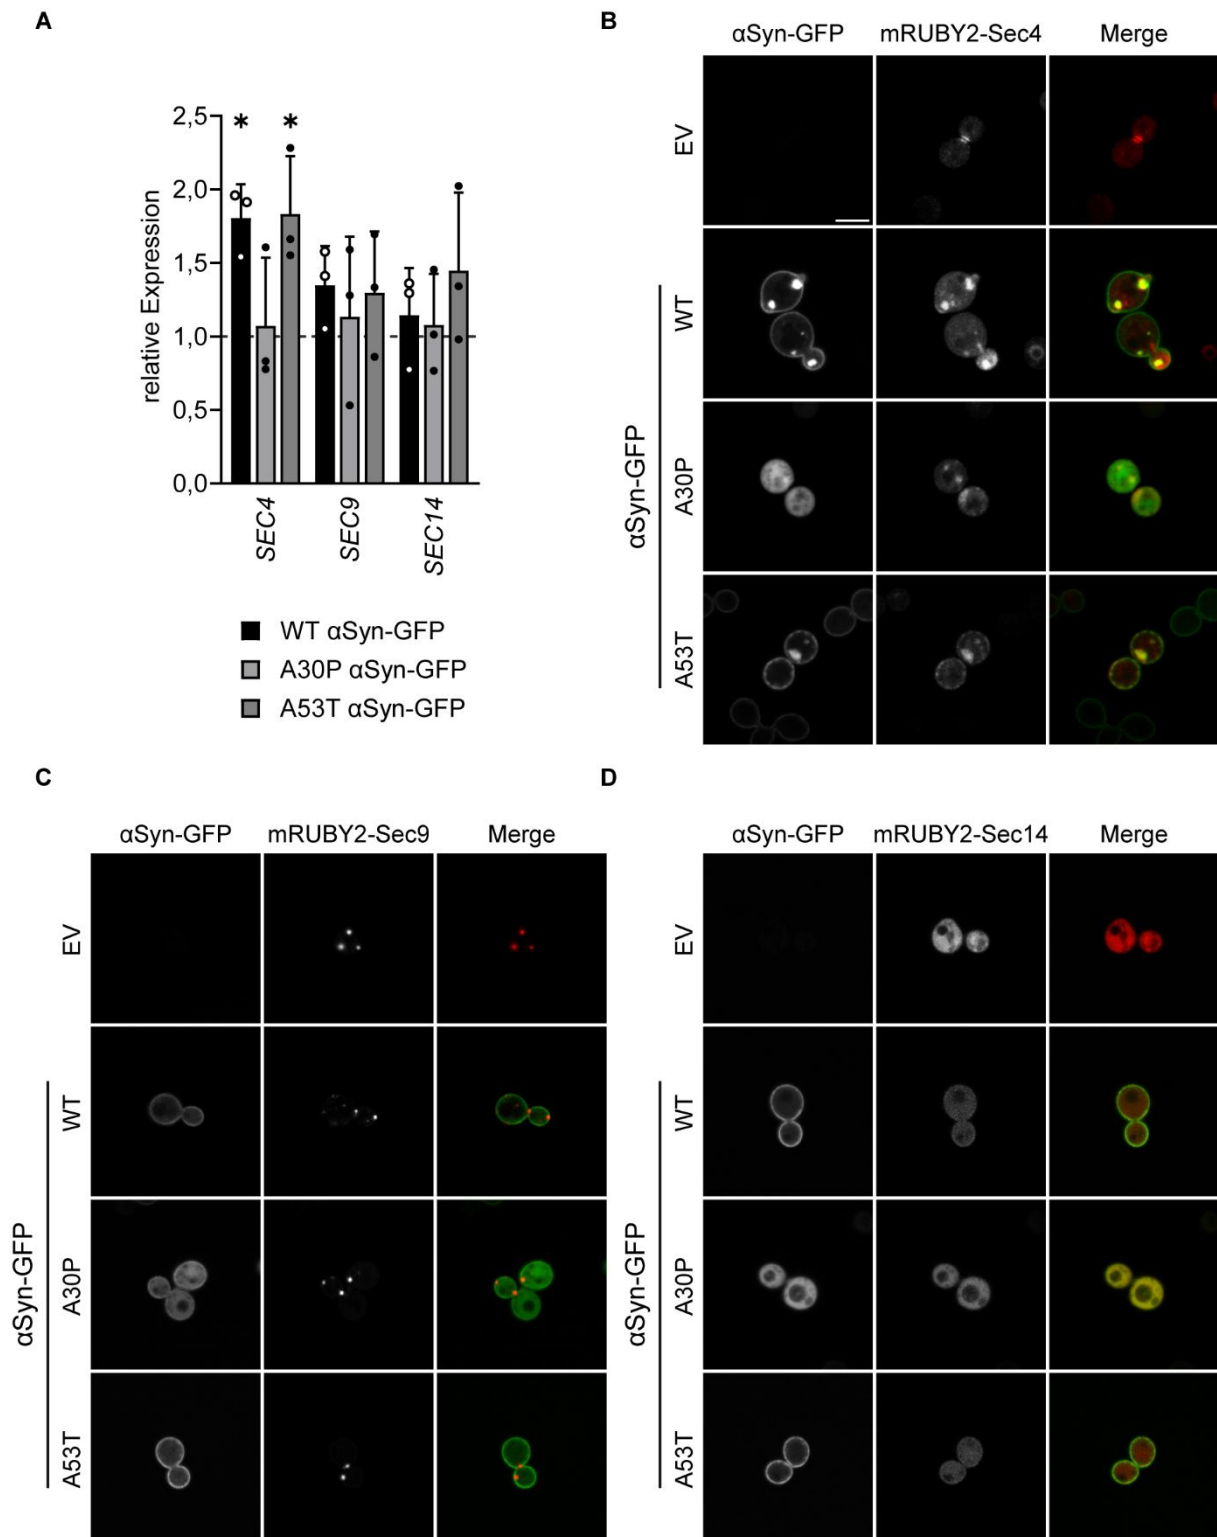 A
2,5
2,0
1,5
1,0
0,5
0,0
relative Expression
* *
SEC4
SEC9
SEC14
WT αSyn-GFP
A30P αSyn-GFP
A53T αSyn-GFP
B
αSyn-GFP mRUBY2-Sec4 Merge
EV
WT
A30P
A53T
αSyn-GFP
C
αSyn-GFP mRUBY2-Sec9 Merge
EV
WT
A30P
A53T
αSyn-GFP
D
αSyn-GFP mRUBY2-Sec14 Merge
EV
WT
A30P
A53T
αSyn-GFP